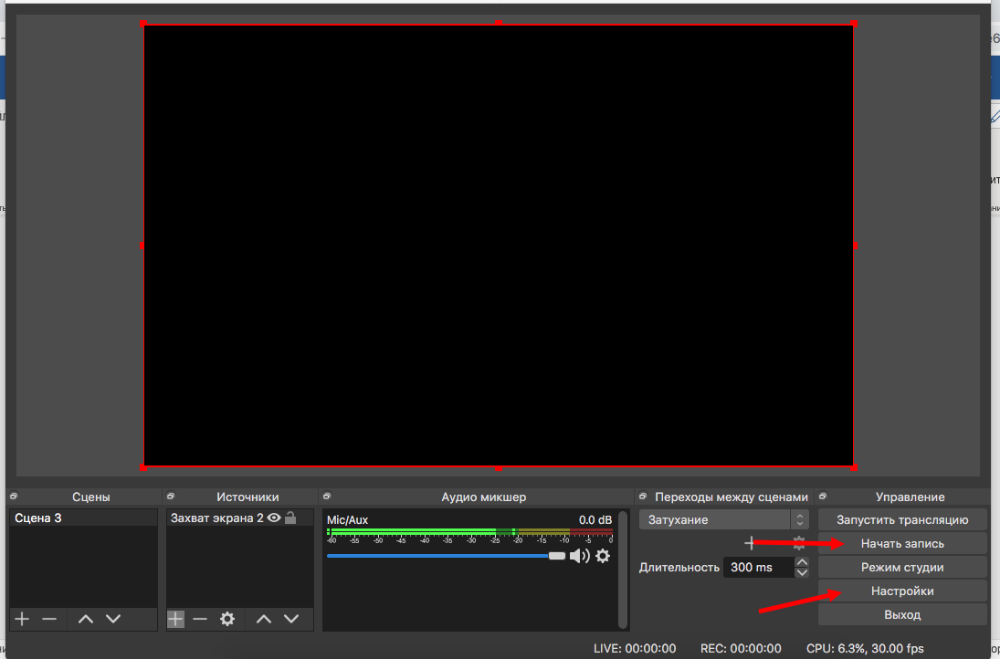 Сцены
Источники
Аудио микшер
Переходы между сценами
Управление
Сцена 3
Захват экрана 2
Mic/Aux
0.0 dB
-60 -55 -50 -45 -40 -35 -30 -25 -20 -15 -10 -5 0
Затухание
Длительность
300 ms
Запустить трансляцию
Начать запись
Режим студии
Настройки
Выход
LIVE: 00:00:00
REC: 00:00:00
CPU: 6.3%, 30.00 fps